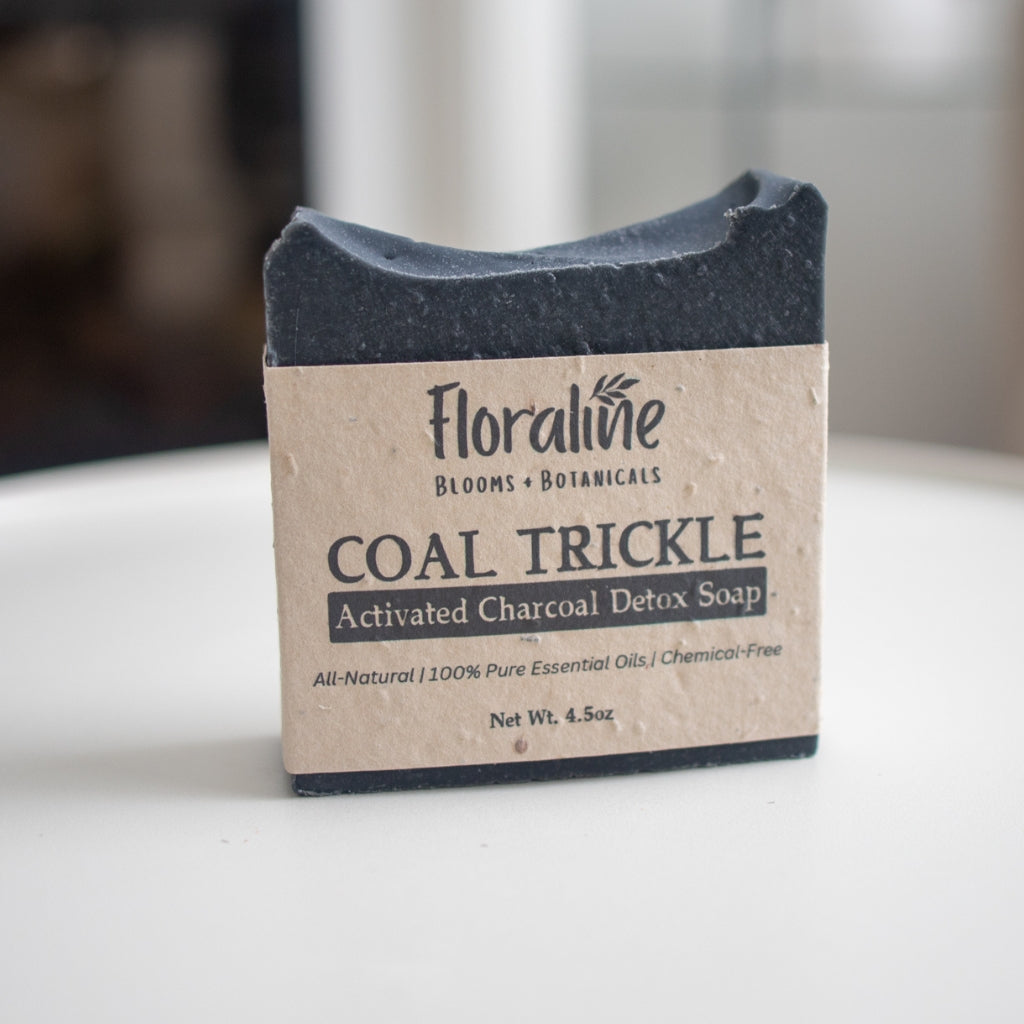 Floraline
BLOOMS + BOTANICALS
COAL TRICKLE
Activated Charcoal Detox Soap
All-Natural | 100% Pure Essential Oils | Chemical-Free
Net Wt. 4.5oz